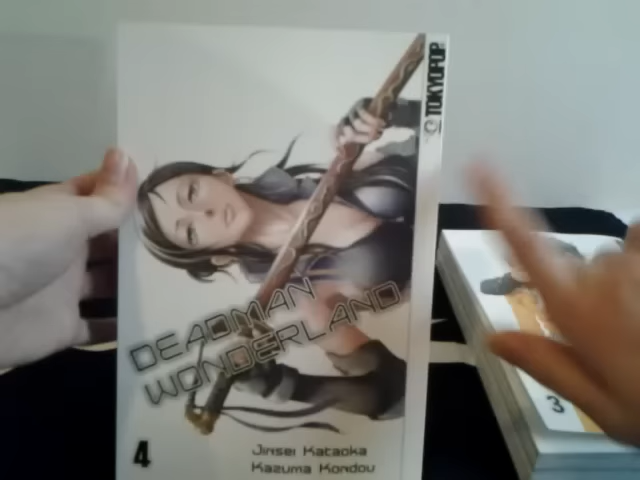 TOKYOPOP
DEADMAN
WONDERLAND
4
Jinsei Kataoka
Kazuma Kondou
3